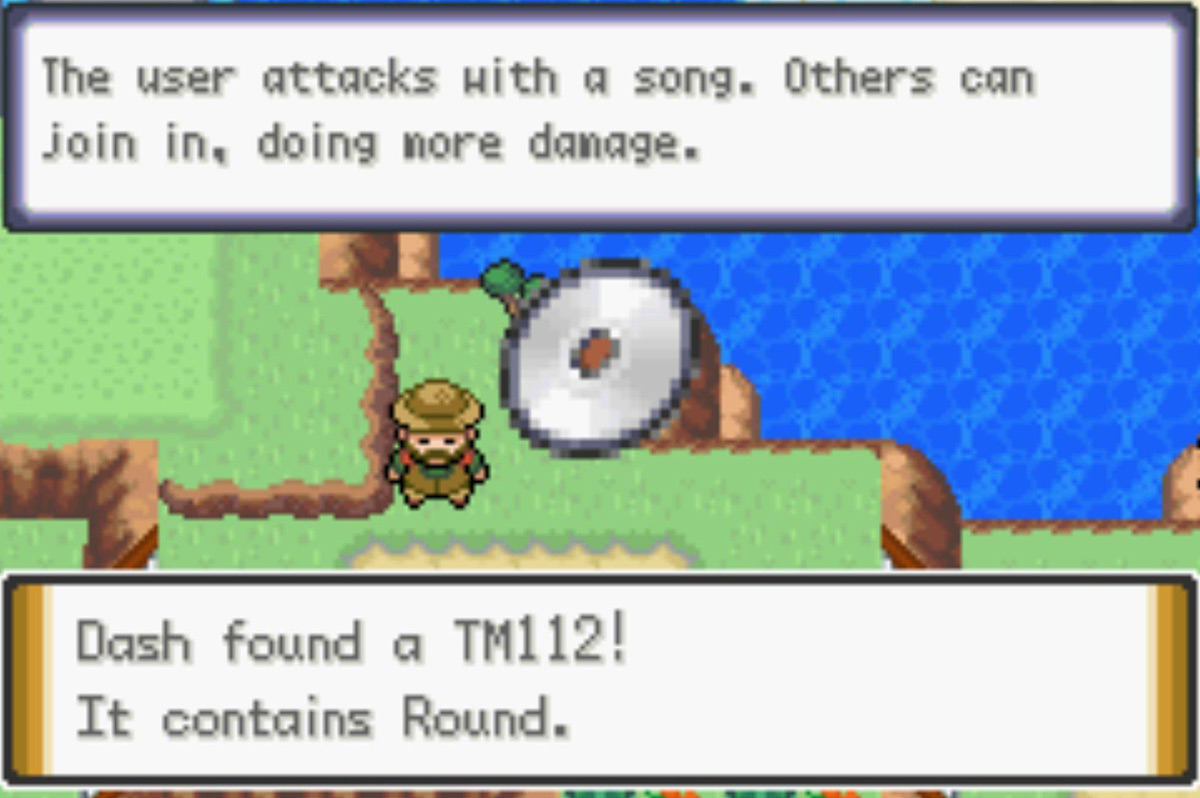 The user attacks with a song. Others can
join in, doing more damage.
Dash found a TM112!
It contains Round.